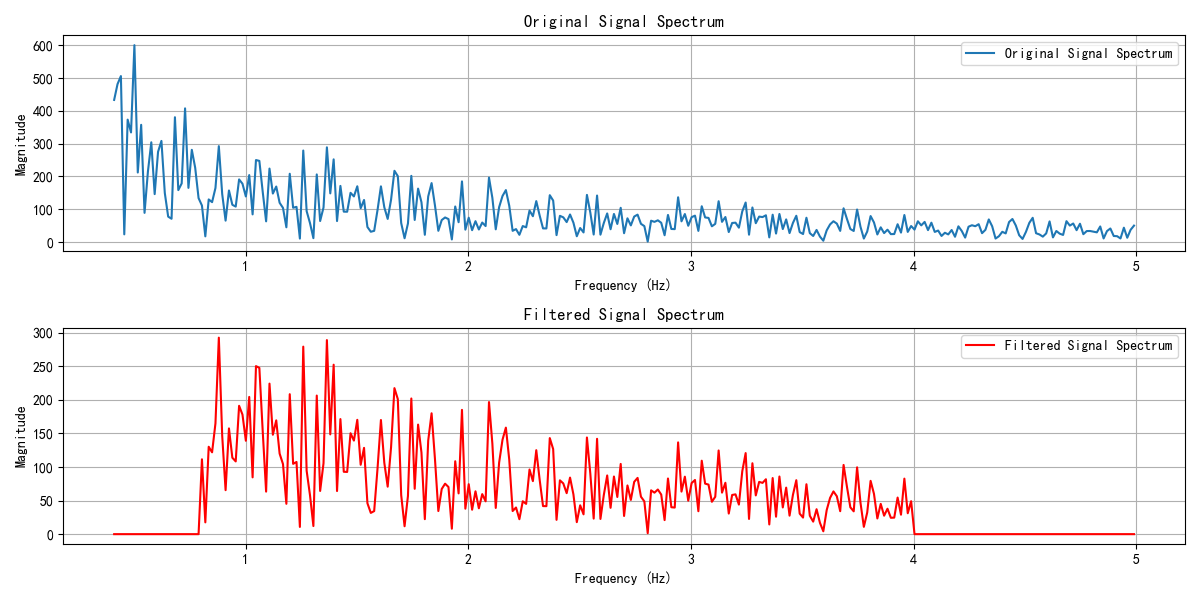 Original Signal Spectrum
Original Signal Spectrum
Magnitude
600
500
400
300
200
100
0
1 2 3 4 5
Frequency (Hz)
Filtered Signal Spectrum
Filtered Signal Spectrum
Magnitude
300
250
200
150
100
50
0
1 2 3 4 5
Frequency (Hz)